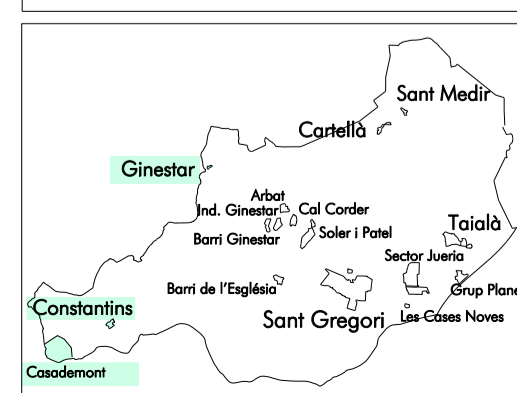 Sant Medir
Cartellà
Ginestar
Arbat
Ind. Ginestar
Cal Corder
Taialà
Barri Ginestar
Soler i Patel
Sector Jueria
Barri de l'Església
Grup Plane
Constantins
Sant Gregori
Les Cases Noves
Casademont